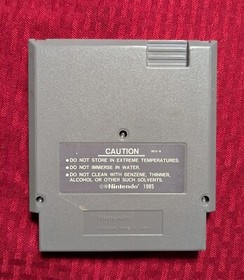 CAUTION
•DO NOT STORE IN EXTREME TEMPERATURES.
•DO NOT IMMERSE IN WATER.
•DO NOT CLEAN WITH BENZENE, THINNER,
ALCOHOL OR OTHER SUCH SOLVENTS.
©®Nintendo 1985